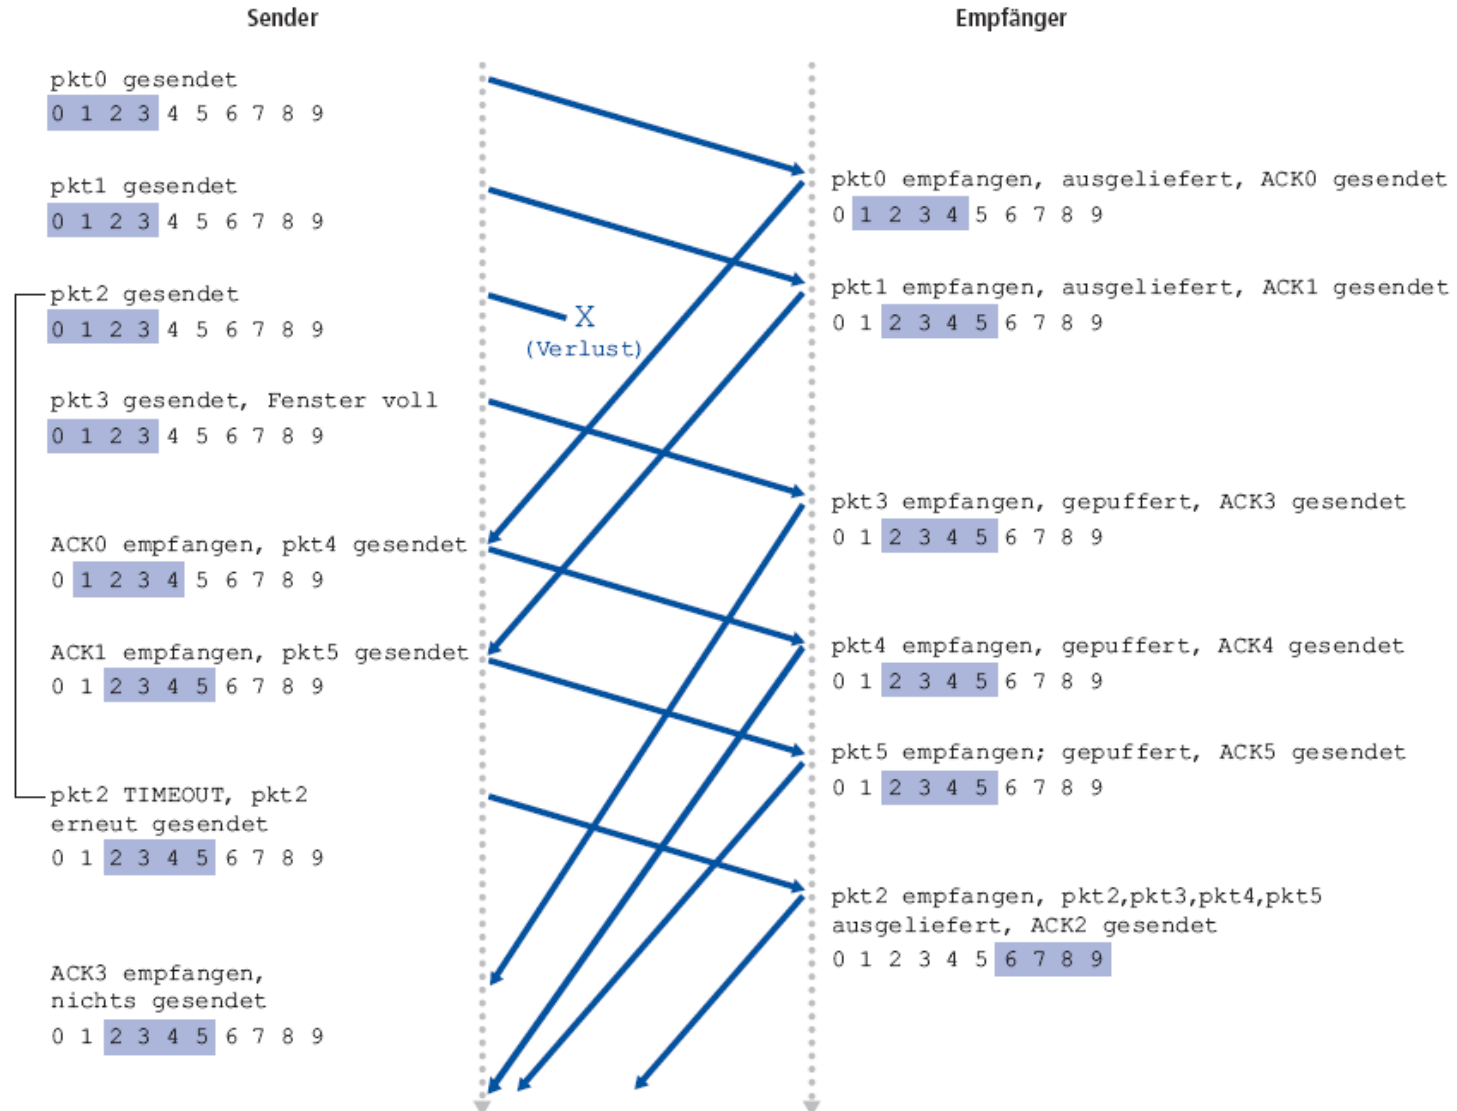 Sender
Empfänger
pkt0 gesendet
0 1 2 3 4 5 6 7 8 9
pkt0 empfangen, ausgeliefert, ACK0 gesendet
0 1 2 3 4 5 6 7 8 9
pkt1 gesendet
0 1 2 3 4 5 6 7 8 9
pkt1 empfangen, ausgeliefert, ACK1 gesendet
0 1 2 3 4 5 6 7 8 9
pkt2 gesendet
0 1 2 3 4 5 6 7 8 9
X
(Verlust)
pkt3 gesendet, Fenster voll
0 1 2 3 4 5 6 7 8 9
pkt3 empfangen, gepuffert, ACK3 gesendet
0 1 2 3 4 5 6 7 8 9
ACK0 empfangen, pkt4 gesendet
0 1 2 3 4 5 6 7 8 9
pkt4 empfangen, gepuffert, ACK4 gesendet
0 1 2 3 4 5 6 7 8 9
ACK1 empfangen, pkt5 gesendet
0 1 2 3 4 5 6 7 8 9
pkt5 empfangen; gepuffert, ACK5 gesendet
0 1 2 3 4 5 6 7 8 9
pkt2 TIMEOUT, pkt2
erneut gesendet
0 1 2 3 4 5 6 7 8 9
pkt2 empfangen, pkt2,pkt3,pkt4,pkt5
ausgeliefert, ACK2 gesendet
0 1 2 3 4 5 6 7 8 9
ACK3 empfangen,
nichts gesendet
0 1 2 3 4 5 6 7 8 9